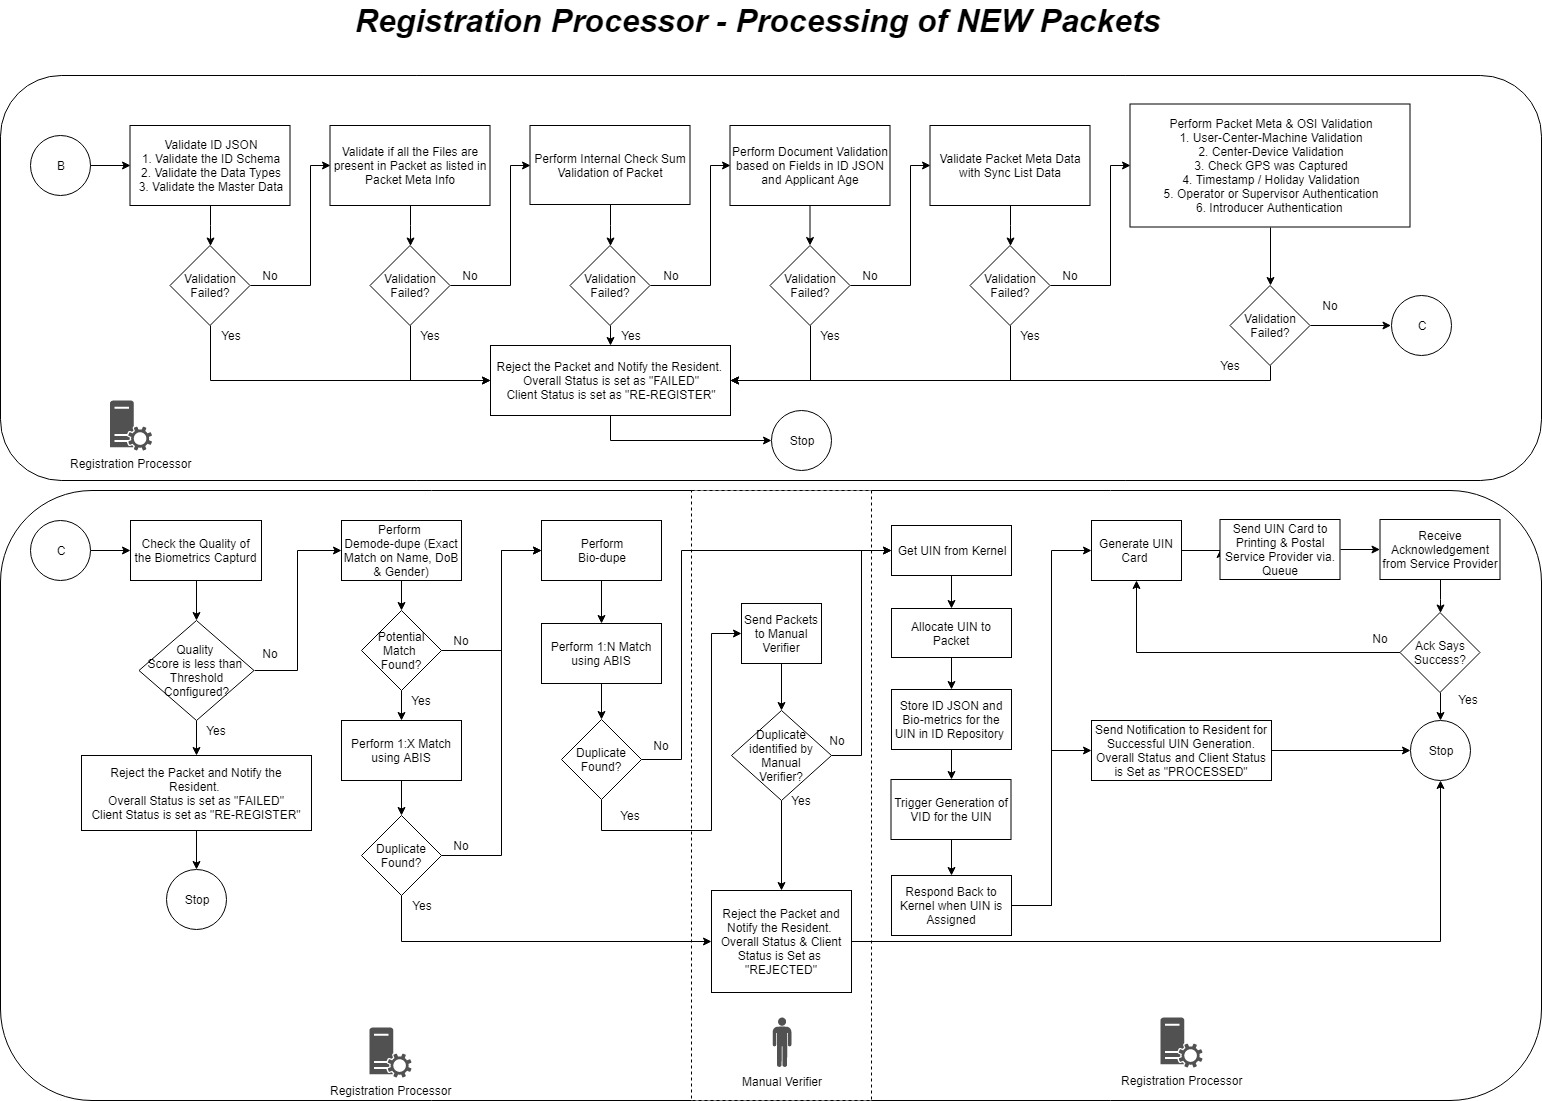 Registration Processor - Processing of NEW Packets
B
Validate ID JSON
1. Validate the ID Schema
2. Validate the Data Types
3. Validate the Master Data
Validate if all the Files are
present in Packet as listed in
Packet Meta Info
Perform Internal Check Sum
Validation of Packet
Perform Document Validation
based on Fields in ID JSON
and Applicant Age
Validate Packet Meta Data
with Sync List Data
Perform Packet Meta & OSI Validation
1. User-Center-Machine Validation
2. Center-Device Validation
3. Check GPS was Captured
4. Timestamp / Holiday Validation
5. Operator or Supervisor Authentication
6. Introducer Authentication
Validation
Failed?
No
Yes
Validation
Failed?
No
Yes
Validation
Failed?
No
Yes
Validation
Failed?
No
Yes
Validation
Failed?
No
Yes
Validation
Failed?
No
Yes
C
Reject the Packet and Notify the Resident.
Overall Status is set as "FAILED"
Client Status is set as "RE-REGISTER"
Stop
Registration Processor
C
Check the Quality of
the Biometrics Capturd
Quality
Score is less than
Threshold
Configured?
No
Yes
Reject the Packet and Notify the
Resident.
Overall Status is set as "FAILED"
Client Status is set as "RE-REGISTER"
Stop
Perform
Demode-dupe (Exact
Match on Name, DoB
& Gender)
Potential
Match
Found?
No
Yes
Perform 1:X Match
using ABIS
Duplicate
Found?
No
Yes
Perform
Bio-dupe
Perform 1:N Match
using ABIS
Duplicate
Found?
No
Yes
Send Packets
to Manual
Verifier
Duplicate
identified by
Manual
Verifier?
No
Yes
Reject the Packet and
Notify the Resident.
Overall Status & Client
Status is Set as
"REJECTED"
Get UIN from Kernel
Allocate UIN to
Packet
Store ID JSON and
Bio-metrics for the
UIN in ID Repository
Trigger Generation of
VID for the UIN
Respond Back to
Kernel when UIN is
Assigned
Generate UIN
Card
Send UIN Card to
Printing & Postal
Service Provider via.
Queue
Receive
Acknowledgement
from Service Provider
Ack Says
Success?
No
Yes
Send Notification to Resident for
Successful UIN Generation.
Overall Status and Client Status
is Set as "PROCESSED"
Stop
Registration Processor
Manual Verifier
Registration Processor